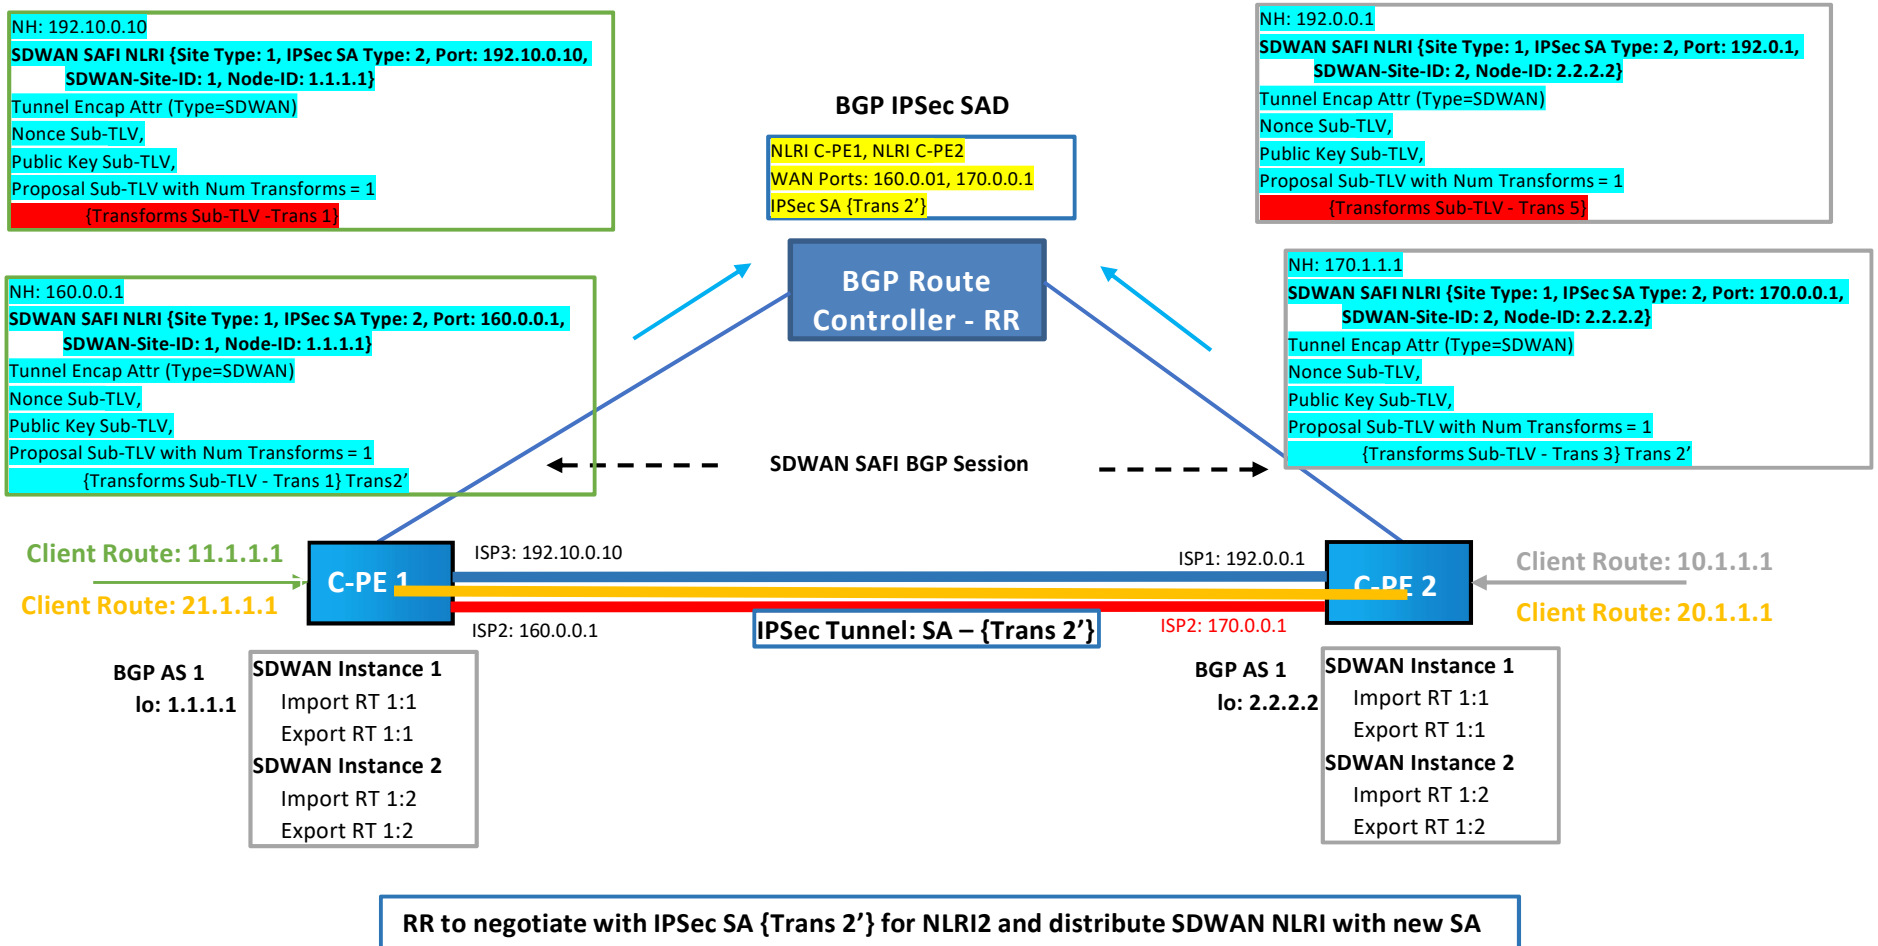 NH: 192.10.0.10
SDWAN SAFI NLRI {Site Type: 1, IPSec SA Type: 2, Port: 192.10.0.10,
SDWAN-Site-ID: 1, Node-ID: 1.1.1.1}
Tunnel Encap Attr (Type=SDWAN)
Nonce Sub-TLV,
Public Key Sub-TLV,
Proposal Sub-TLV with Num Transforms = 1
{Transforms Sub-TLV -Trans 1}
BGP IPSec SAD
NLRI C-PE1, NLRI C-PE2
WAN Ports: 160.0.01, 170.0.0.1
IPSec SA {Trans 2’}
NH: 192.0.0.1
SDWAN SAFI NLRI {Site Type: 1, IPSec SA Type: 2, Port: 192.0.1,
SDWAN-Site-ID: 2, Node-ID: 2.2.2.2}
Tunnel Encap Attr (Type=SDWAN)
Nonce Sub-TLV,
Public Key Sub-TLV,
Proposal Sub-TLV with Num Transforms = 1
{Transforms Sub-TLV - Trans 5}
NH: 160.0.0.1
SDWAN SAFI NLRI {Site Type: 1, IPSec SA Type: 2, Port: 160.0.0.1,
SDWAN-Site-ID: 1, Node-ID: 1.1.1.1}
Tunnel Encap Attr (Type=SDWAN)
Nonce Sub-TLV,
Public Key Sub-TLV,
Proposal Sub-TLV with Num Transforms = 1
{Transforms Sub-TLV - Trans 1} Trans2’
BGP Route
Controller - RR
NH: 170.1.1.1
SDWAN SAFI NLRI {Site Type: 1, IPSec SA Type: 2, Port: 170.0.0.1,
SDWAN-Site-ID: 2, Node-ID: 2.2.2.2}
Tunnel Encap Attr (Type=SDWAN)
Nonce Sub-TLV,
Public Key Sub-TLV,
Proposal Sub-TLV with Num Transforms = 1
{Transforms Sub-TLV - Trans 3} Trans 2’
SDWAN SAFI BGP Session
Client Route: 11.1.1.1
Client Route: 21.1.1.1
C-PE 1
ISP3: 192.10.0.10
ISP2: 160.0.0.1
IPSec Tunnel: SA – {Trans 2’}
ISP1: 192.0.0.1
ISP2: 170.0.0.1
C-PE 2
Client Route: 10.1.1.1
Client Route: 20.1.1.1
BGP AS 1
lo: 1.1.1.1
SDWAN Instance 1
Import RT 1:1
Export RT 1:1
SDWAN Instance 2
Import RT 1:2
Export RT 1:2
BGP AS 1
lo: 2.2.2.2
SDWAN Instance 1
Import RT 1:1
Export RT 1:1
SDWAN Instance 2
Import RT 1:2
Export RT 1:2
RR to negotiate with IPSec SA {Trans 2’} for NLRI2 and distribute SDWAN NLRI with new SA